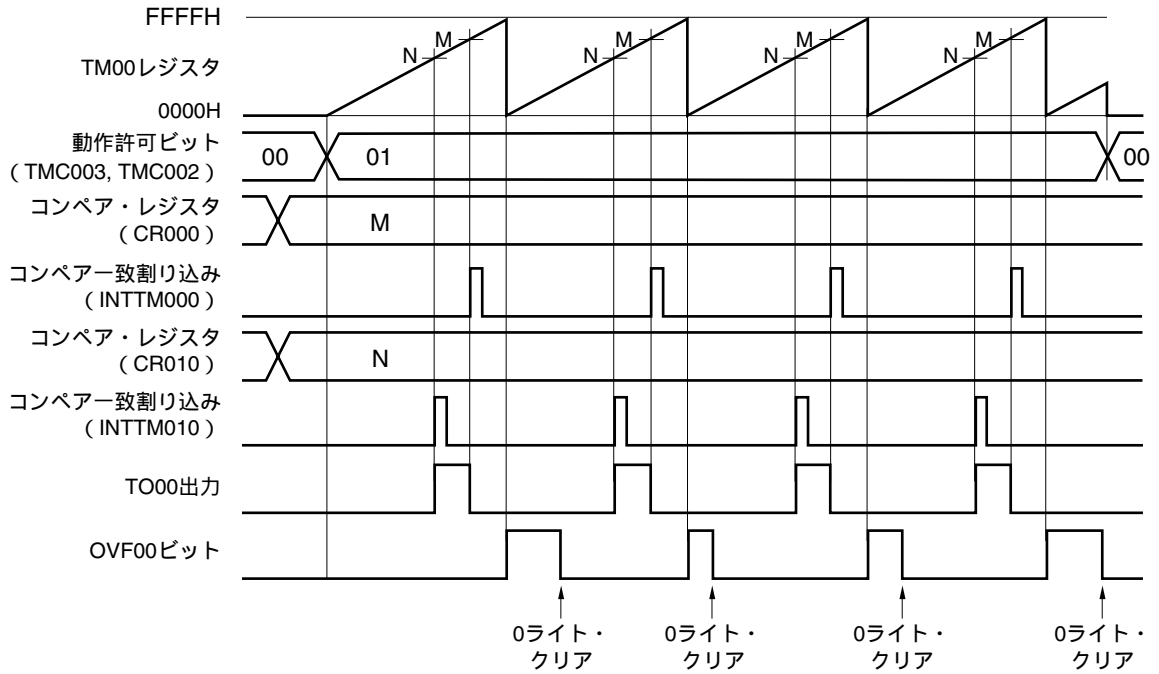 FFFFH
M M M M
N N N N
TM00レジスタ
0000H
動作許可ビット
( TMC003, TMC002 )
00 01 00
コンペア・レジスタ
( CR000 )
M
コンペア一致割り込み
( INTTM000 )
コンペア・レジスタ
( CR010 )
N
コンペア一致割り込み
( INTTM010 )
TO00出力
OVF00ビット
0ライト・ 0ライト・ 0ライト・ 0ライト・
クリア クリア クリア クリア